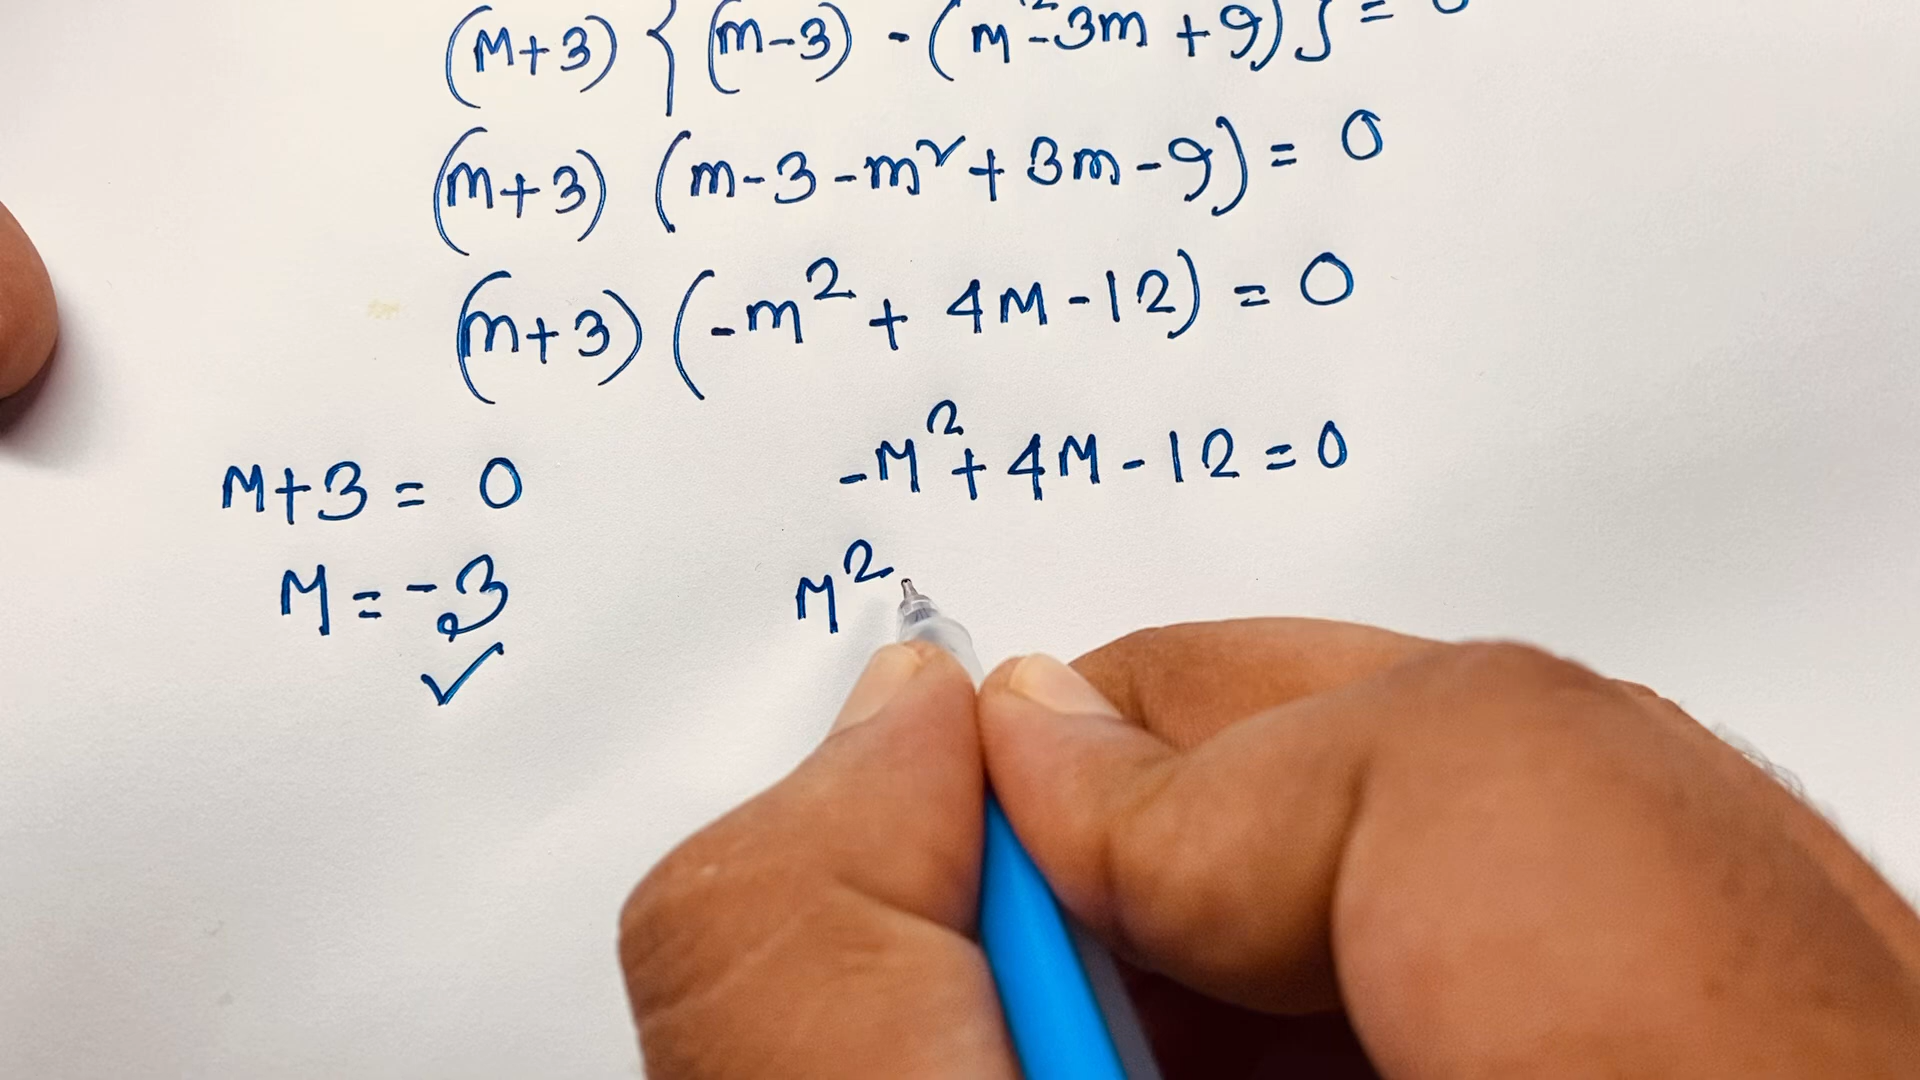 (m+3) { (m-3) - (m²-3m+9)} = 0
(m+3) (m-3-m²+3m-9) = 0
(m+3) (-m²+4m-12) = 0
m+3 = 0
m = -3
✓
-m²+4m-12=0
m²